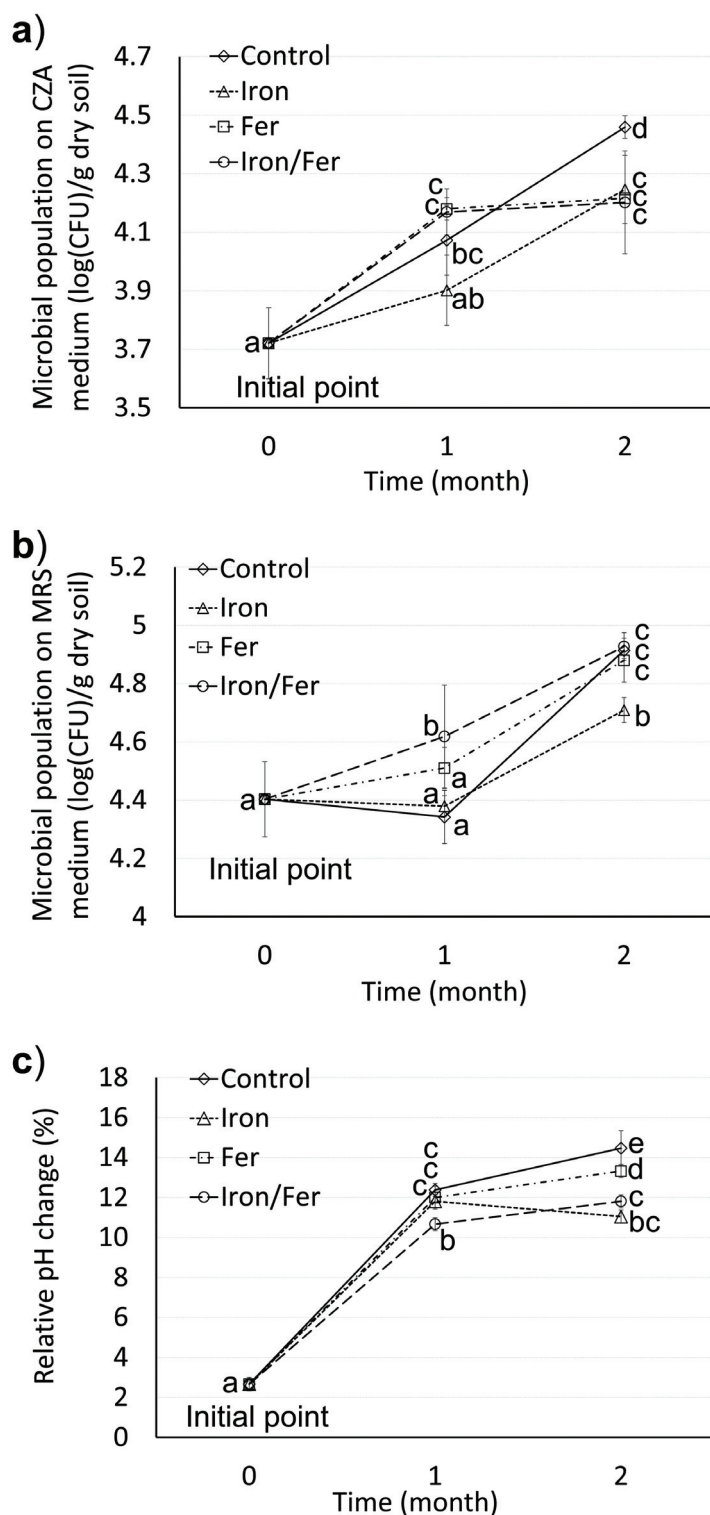 a)
Microbial population on CZA
medium (log(CFU)/g dry soil)
4.7
4.5
4.3
4.1
3.9
3.7
3.5
Control
Iron
Fer
Iron/Fer
a
c
c
bc
ab
d
c
c
c
Initial point
0
1
2
Time (month)
b)
Microbial population on MRS
medium (log(CFU)/g dry soil)
5.2
5
4.8
4.6
4.4
4.2
4
Control
Iron
Fer
Iron/Fer
a
b
a
a
a
c
c
c
b
Initial point
0
1
2
Time (month)
c)
Relative pH change (%)
18
16
14
12
10
8
6
4
2
0
Control
Iron
Fer
Iron/Fer
a
c
c
c
b
e
d
c
bc
Initial point
0
1
2
Time (month)